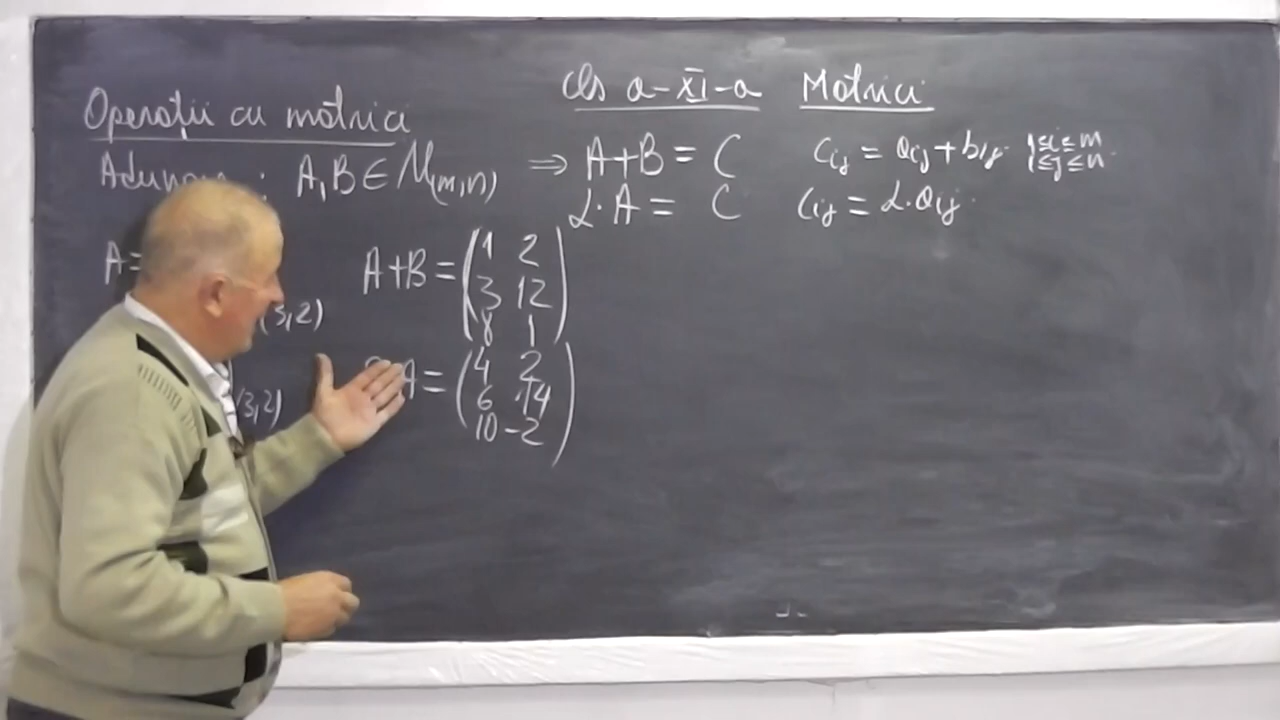 cls a-XI-a Matrici
Operații cu matrici
Adunare : A,B ∈ M(m,n) ⇒ A+B = C cij = aij + bij 1≤i≤m
1≤j≤n
α·A = C cij = α·aij
A= A+B = (1 2
3 12
8 1)
(3,2)
A = (4 2
6 14
10 -2)
(3,2)